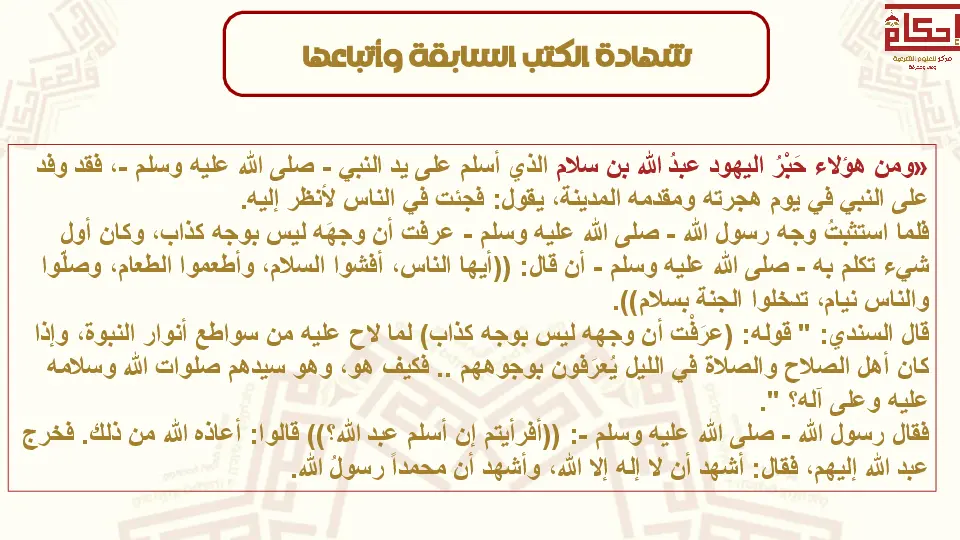 شهادة الكتب السابقة وأتباعها
إحكام
مركز للعلوم الشرعية
«ومن هؤلاء حَبْرُ اليهود عبدُ الله بن سلام الذي أسلم على يد النبي - صلى الله عليه وسلم -، فقد وفد
على النبي في يوم هجرته ومقدمه المدينة، يقول: فجئت في الناس لأنظر إليه.
فلما استثبتُ وجه رسول الله - صلى الله عليه وسلم - عرفت أن وجهَه ليس بوجه كذاب، وكان أول
شيء تكلم به - صلى الله عليه وسلم - أن قال: ((أيها الناس، أفشوا السلام، وأطعموا الطعام، وصلّوا
والناس نيام، تدخلوا الجنة بسلام)).
قال السندي: " قوله: (عرَفْت أن وجهه ليس بوجه كذاب) لما لاح عليه من سواطع أنوار النبوة، وإذا
كان أهل الصلاح والصلاة في الليل يُعرَفون بوجوههم .. فكيف هو، وهو سيدهم صلوات الله وسلامه
عليه وعلى آله؟ ".
فقال رسول الله - صلى الله عليه وسلم -: ((أفرأيتم إن أسلم عبد الله؟)) قالوا: أعاذه الله من ذلك. فخرج
عبد الله إليهم، فقال: أشهد أن لا إله إلا الله، وأشهد أن محمداً رسولُ الله.